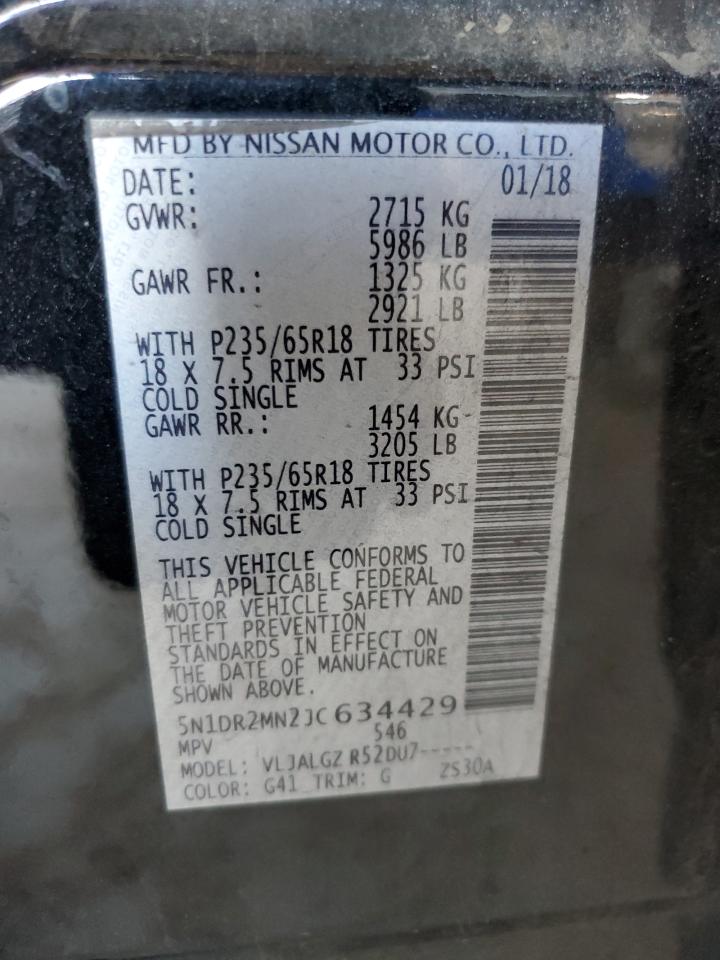 MFD BY NISSAN MOTOR CO., LTD.
DATE: 01/18
GVWR: 2715 KG
5986 LB
GAWR FR.: 1325 KG
2921 LB
WITH P235/65R18 TIRES
18 X 7.5 RIMS AT 33 PSI
COLD SINGLE
GAWR RR.: 1454 KG
3205 LB
WITH P235/65R18 TIRES
18 X 7.5 RIMS AT 33 PSI
COLD SINGLE
THIS VEHICLE CONFORMS TO
ALL APPLICABLE FEDERAL
MOTOR VEHICLE SAFETY AND
THEFT PREVENTION
STANDARDS IN EFFECT ON
THE DATE OF MANUFACTURE
SHOWN ABOVE.
5N1DR2MN2JC634429
MPV 546
MODEL: VLJALGZ R52DU7-----
COLOR: G41 TRIM: G ZS30A